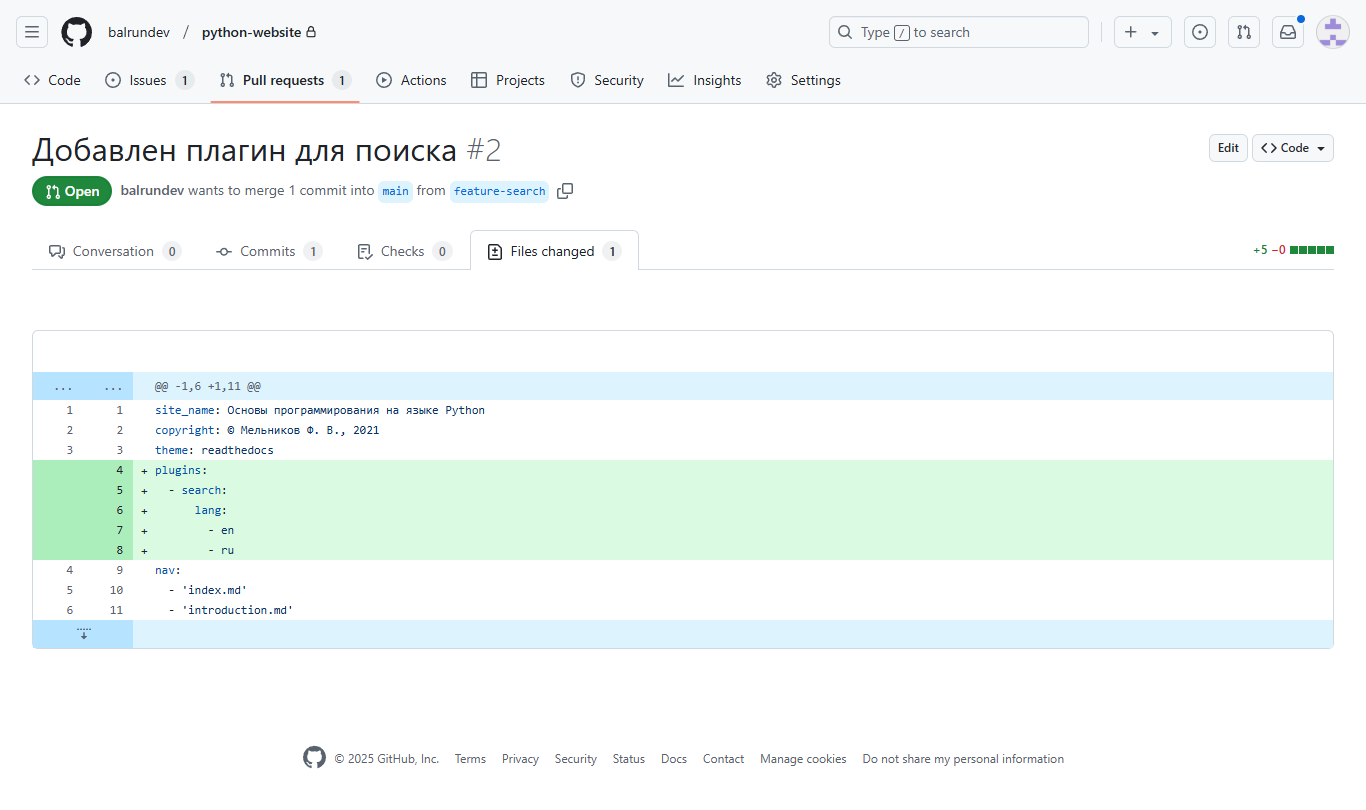 balrundev / python-website Type / to search
Code Issues 1 Pull requests 1 Actions Projects Security Insights Settings
Добавлен плагин для поиска #2 Edit Code
Open balrundev wants to merge 1 commit into main from feature-search
Conversation 0 Commits 1 Checks 0 Files changed 1 +5 −0
... ... @@ -1,6 +1,11 @@
1 1 site_name: Основы программирования на языке Python
2 2 copyright: © Мельников Ф. В., 2021
3 3 theme: readthedocs
4 + plugins:
5 + - search:
6 + lang:
7 + - en
8 + - ru
4 9 nav:
5 10 - 'index.md'
6 11 - 'introduction.md'
© 2025 GitHub, Inc. Terms Privacy Security Status Docs Contact Manage cookies Do not share my personal information